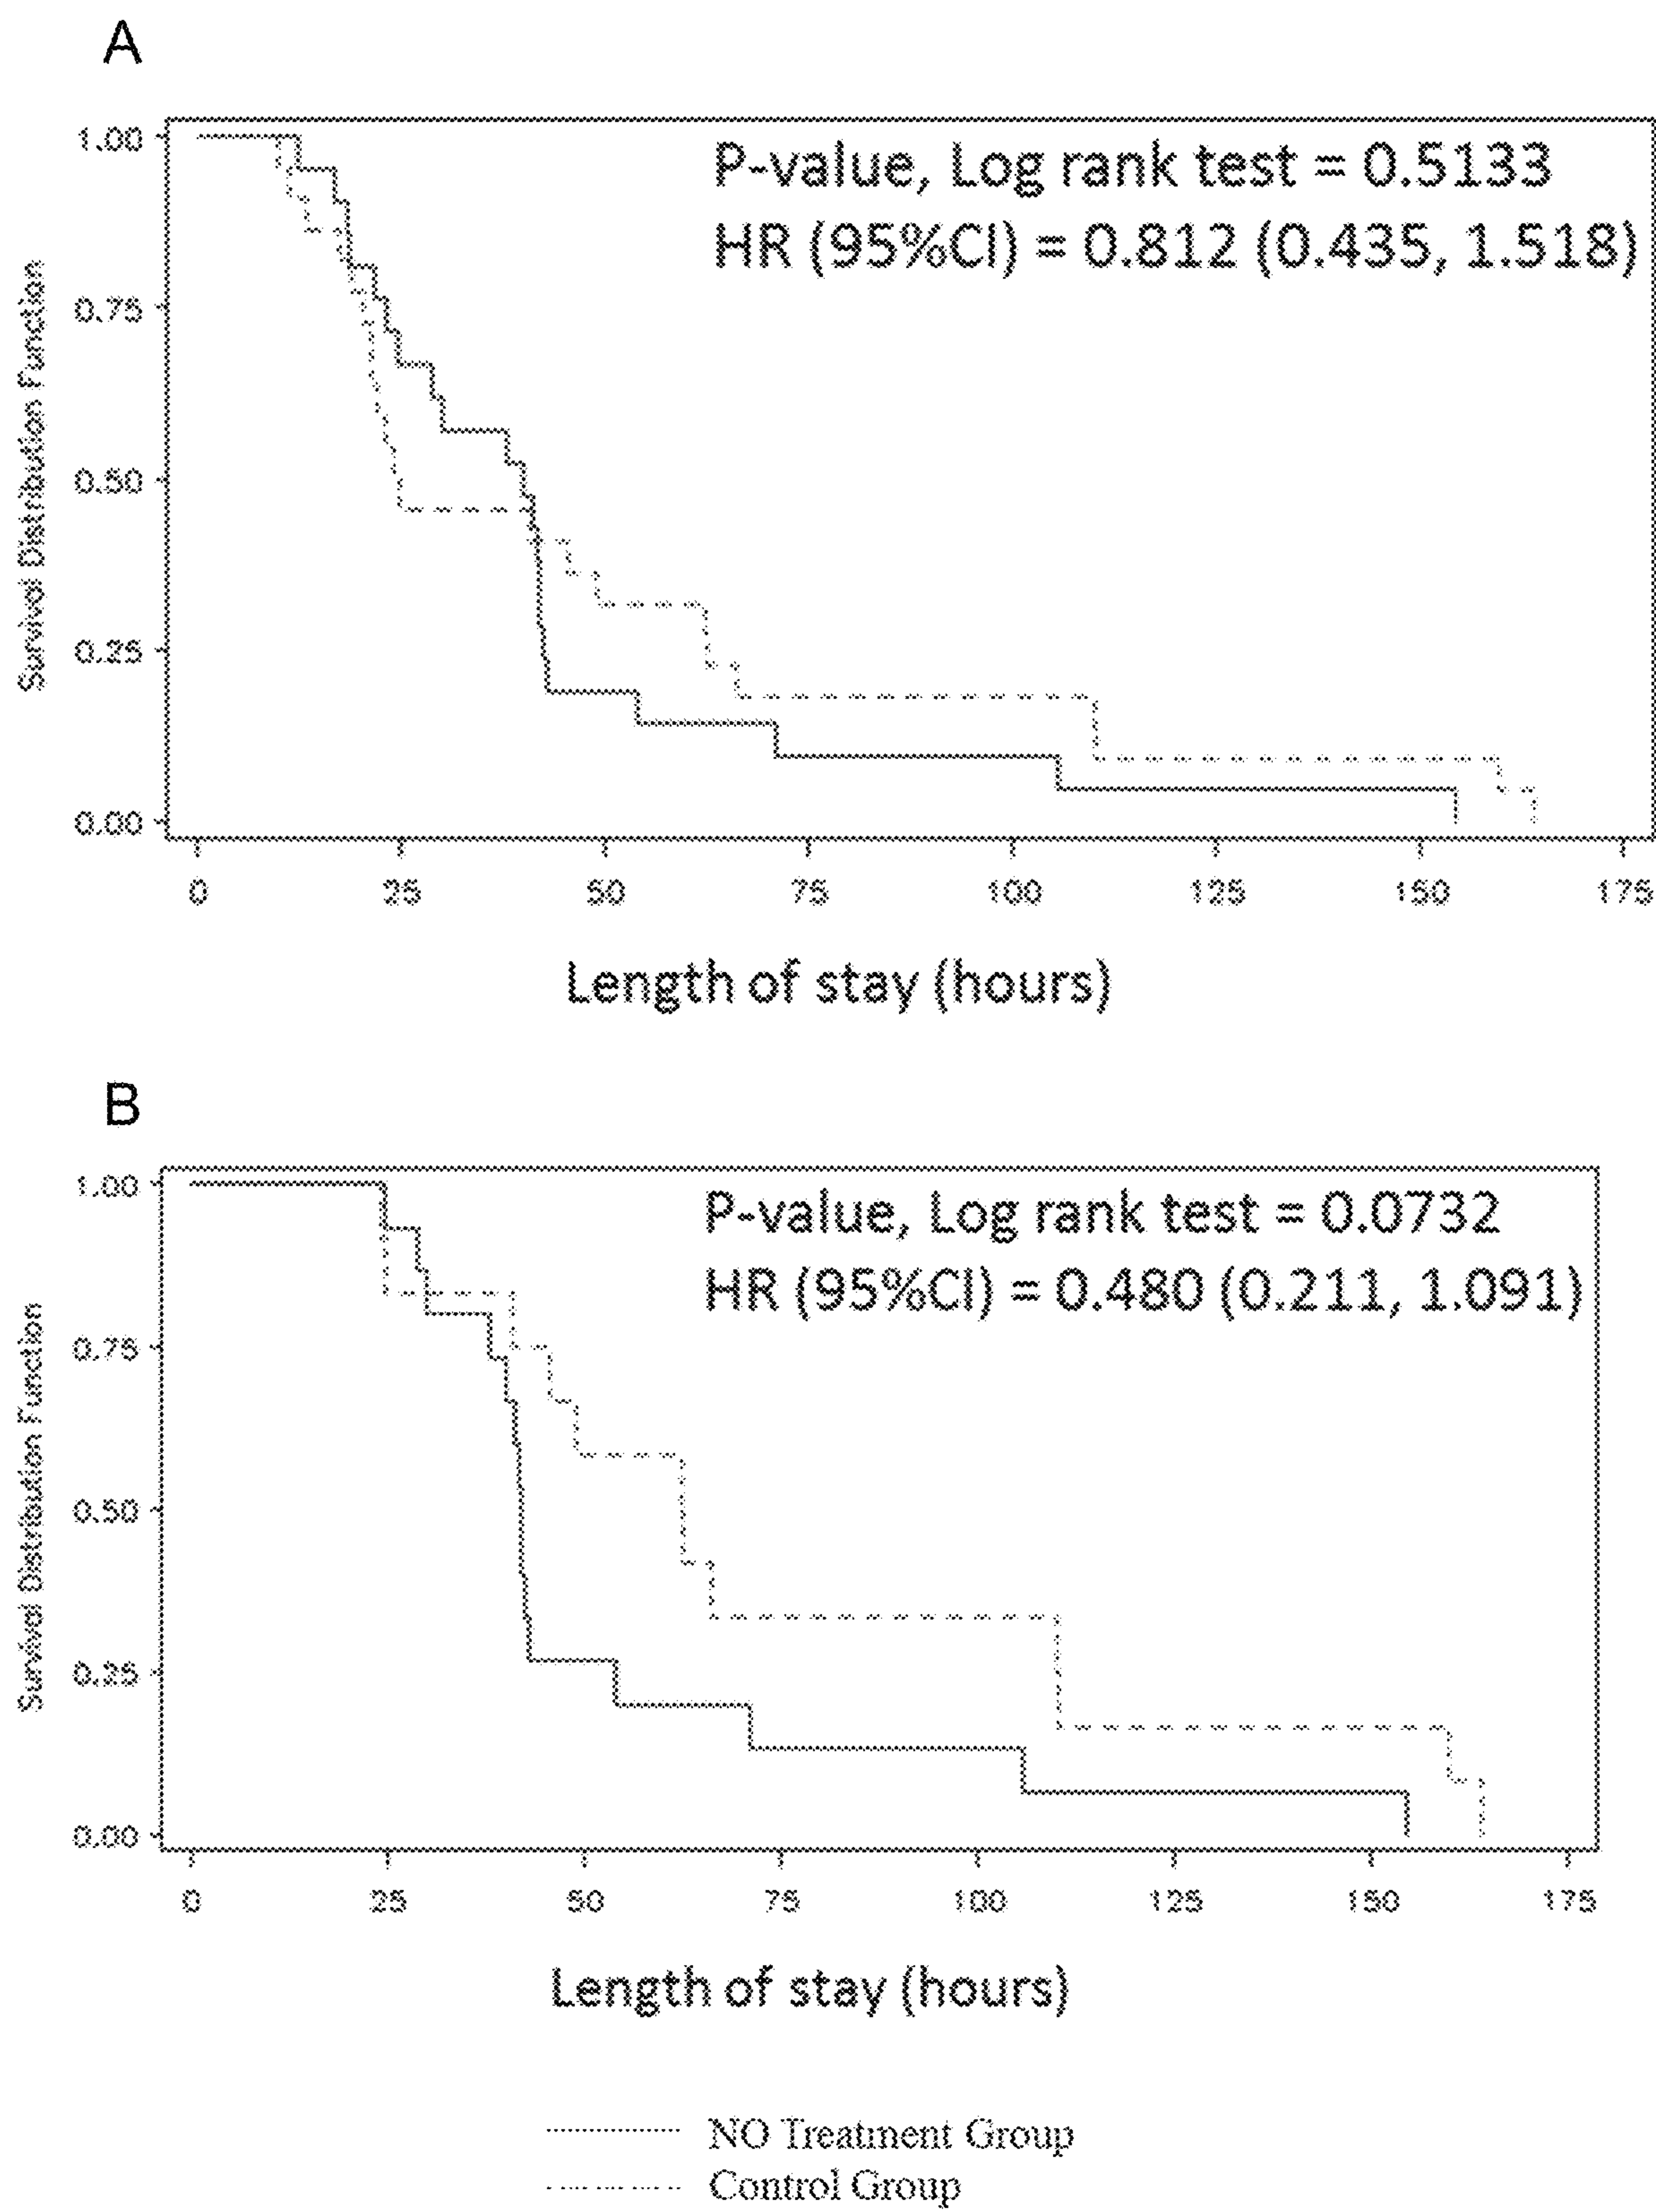 A
P-value, Log rank test = 0.5133
HR (95%CI) = 0.812 (0.435, 1.518)
Survival Distribution Function
1.00
0.75
0.50
0.25
0.00
0 25 50 75 100 125 150 175
Length of stay (hours)
B
P-value, Log rank test = 0.0732
HR (95%CI) = 0.480 (0.211, 1.091)
Survival Distribution Function
1.00
0.75
0.50
0.25
0.00
0 25 50 75 100 125 150 175
Length of stay (hours)
NO Treatment Group
Control Group